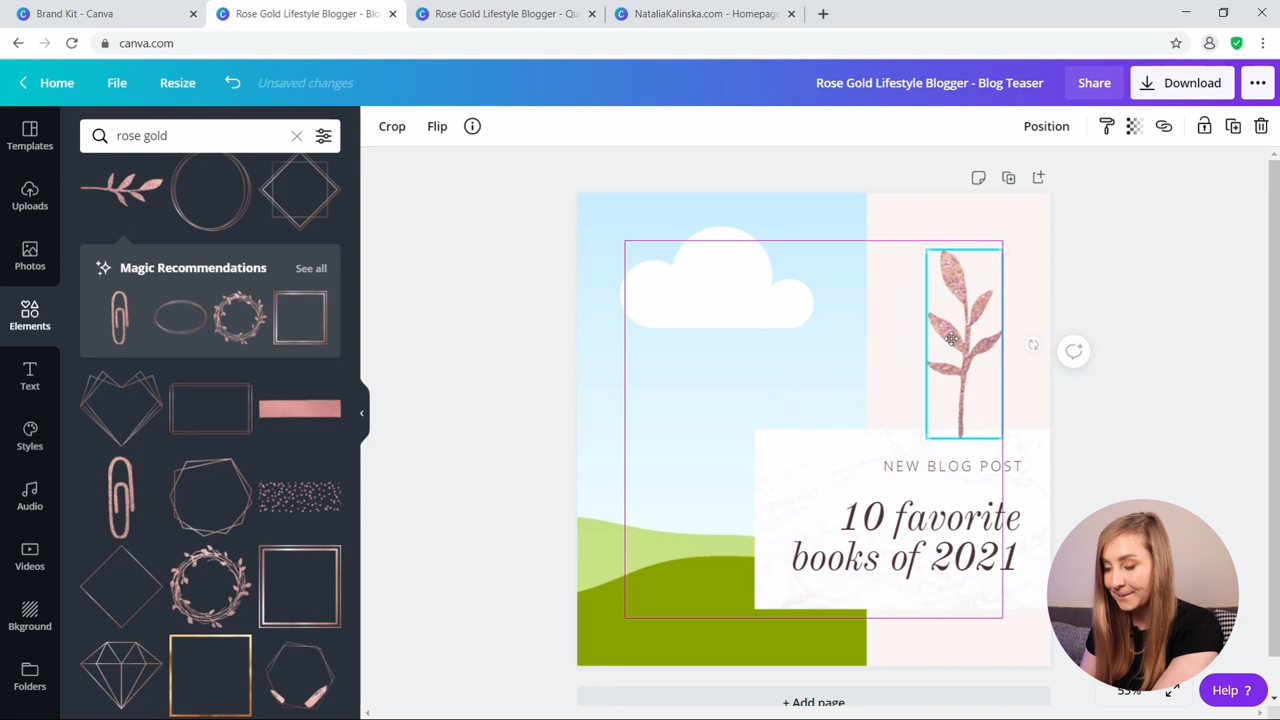 Brand Kit - Canva
Rose Gold Lifestyle Blogger - Blo
Rose Gold Lifestyle Blogger - Qu
NataliaKalinska.com - Homepage
canva.com
Home
File
Resize
Unsaved changes
Rose Gold Lifestyle Blogger - Blog Teaser
Share
Download
Templates
Uploads
Photos
Elements
Text
Styles
Audio
Videos
Bkground
Folders
rose gold
Magic Recommendations
See all
Crop
Flip
Position
NEW BLOG POST
10 favorite
books of 2021
+ Add page
Help ?